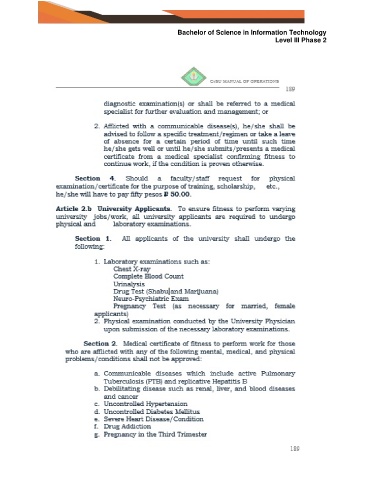 Bachelor of Science in Information Technology
Level III Phase 2
CvSU MANUAL OF OPERATIONS
189
diagnostic examination(s) or shall be referred to a medical
specialist for further evaluation and management; or
2. Afflicted with a communicable disease(s), he/she shall be
advised to follow a specific treatment/regimen or take a leave
of absence for a certain period of time until such time
he/she gets well or until he/she submits/presents a medical
certificate from a medical specialist confirming fitness to
continue work, if the condition is proven otherwise.
Section 4. Should a faculty/staff request for physical
examination/certificate for the purpose of training, scholarship, etc.,
he/she will have to pay fifty pesos ₱ 50.00.
Article 2.b University Applicants. To ensure fitness to perform varying
university jobs/work, all university applicants are required to undergo
physical and laboratory examinations.
Section 1. All applicants of the university shall undergo the
following:
1. Laboratory examinations such as:
Chest X-ray
Complete Blood Count
Urinalysis
Drug Test (Shabu and Marijuana)
Neuro-Psychiatric Exam
Pregnancy Test (as necessary for married, female
applicants)
2. Physical examination conducted by the University Physician
upon submission of the necessary laboratory examinations.
Section 2. Medical certificate of fitness to perform work for those
who are afflicted with any of the following mental, medical, and physical
problems/conditions shall not be approved:
a. Communicable diseases which include active Pulmonary
Tuberculosis (PTB) and replicative Hepatitis B
b. Debilitating disease such as renal, liver, and blood diseases
and cancer
c. Uncontrolled Hypertension
d. Uncontrolled Diabetes Mellitus
e. Severe Heart Disease/Condition
f. Drug Addiction
g. Pregnancy in the Third Trimester
189